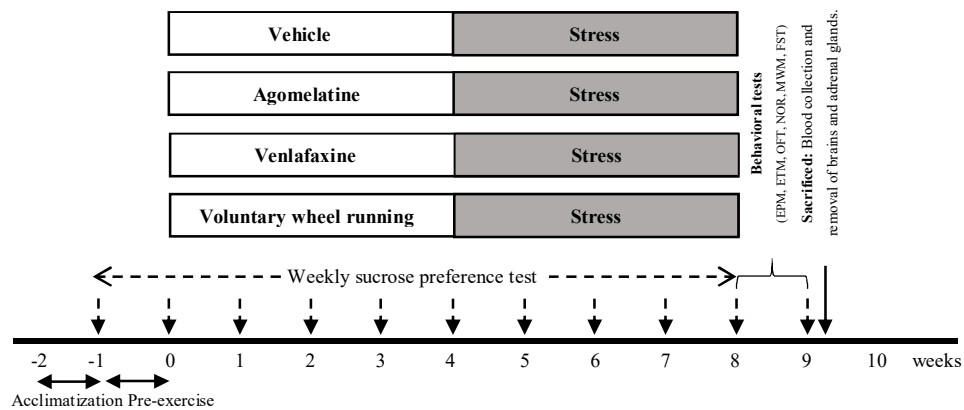 Vehicle Stress
Agomelatine Stress
Venlafaxine Stress
Voluntary wheel running Stress
Behavioral tests
(EPM, ETM, OFT, NOR, MWM, FST)
Sacrificed: Blood collection and
removal of brains and adrenal glands.
Weekly sucrose preference test
-2 -1 0 1 2 3 4 5 6 7 8 9 10 weeks
Acclimatization Pre-exercise